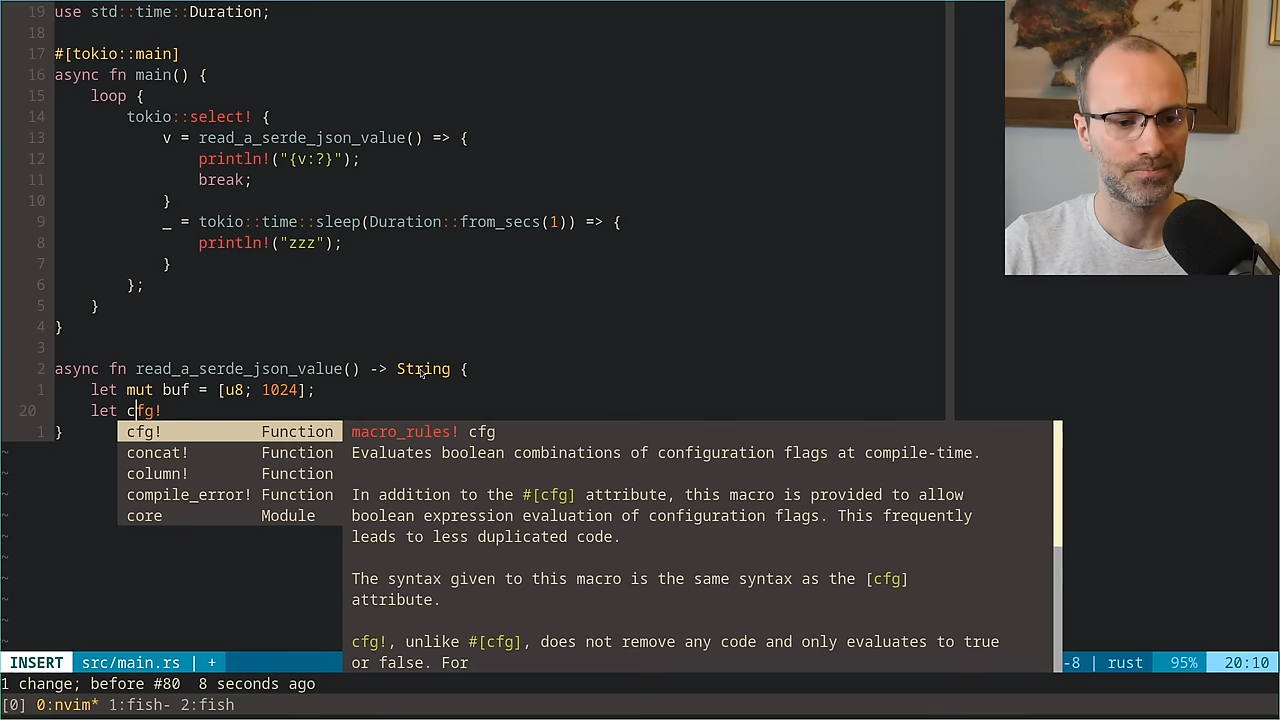 19 use std::time::Duration;
18
17 #[tokio::main]
16 async fn main() {
15 loop {
14 tokio::select! {
13 v = read_a_serde_json_value() => {
12 println!("{v:?}");
11 break;
10 }
9 _ = tokio::time::sleep(Duration::from_secs(1)) => {
8 println!("zzz");
7 }
6 };
5 }
4 }
3
2 async fn read_a_serde_json_value() -> String {
1 let mut buf = [u8; 1024];
20 let cfg!
1 }
cfg! Function
concat! Function
column! Function
compile_error! Function
core Module
macro_rules! cfg
Evaluates boolean combinations of configuration flags at compile-time.
In addition to the #[cfg] attribute, this macro is provided to allow
boolean expression evaluation of configuration flags. This frequently
leads to less duplicated code.
The syntax given to this macro is the same syntax as the [cfg]
attribute.
cfg!, unlike #[cfg], does not remove any code and only evaluates to true
or false. For
~
~
~
~
~
~
~
~
~
~
INSERT src/main.rs | + -8 | rust 95% 20:10
1 change; before #80 8 seconds ago
[0] 0:nvim* 1:fish- 2:fish